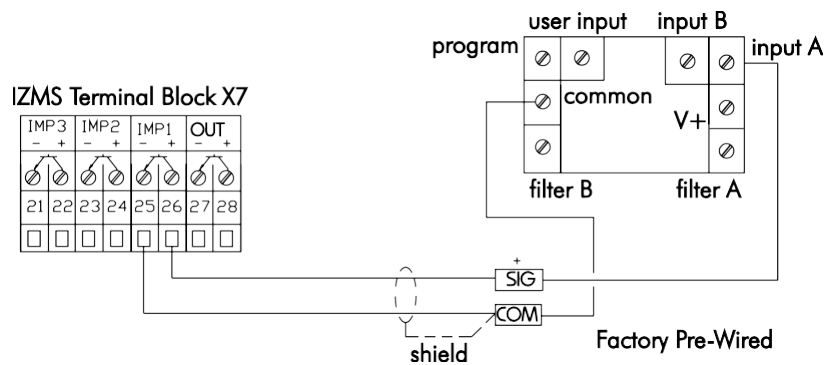 user input
input B
program
input A
common
V+
filter B
filter A
IZMS Terminal Block X7
IMP3 IMP2 IMP1 OUT
- + - + - + - +
21 22 23 24 25 26 27 28
+
SIG
COM
shield
Factory Pre-Wired